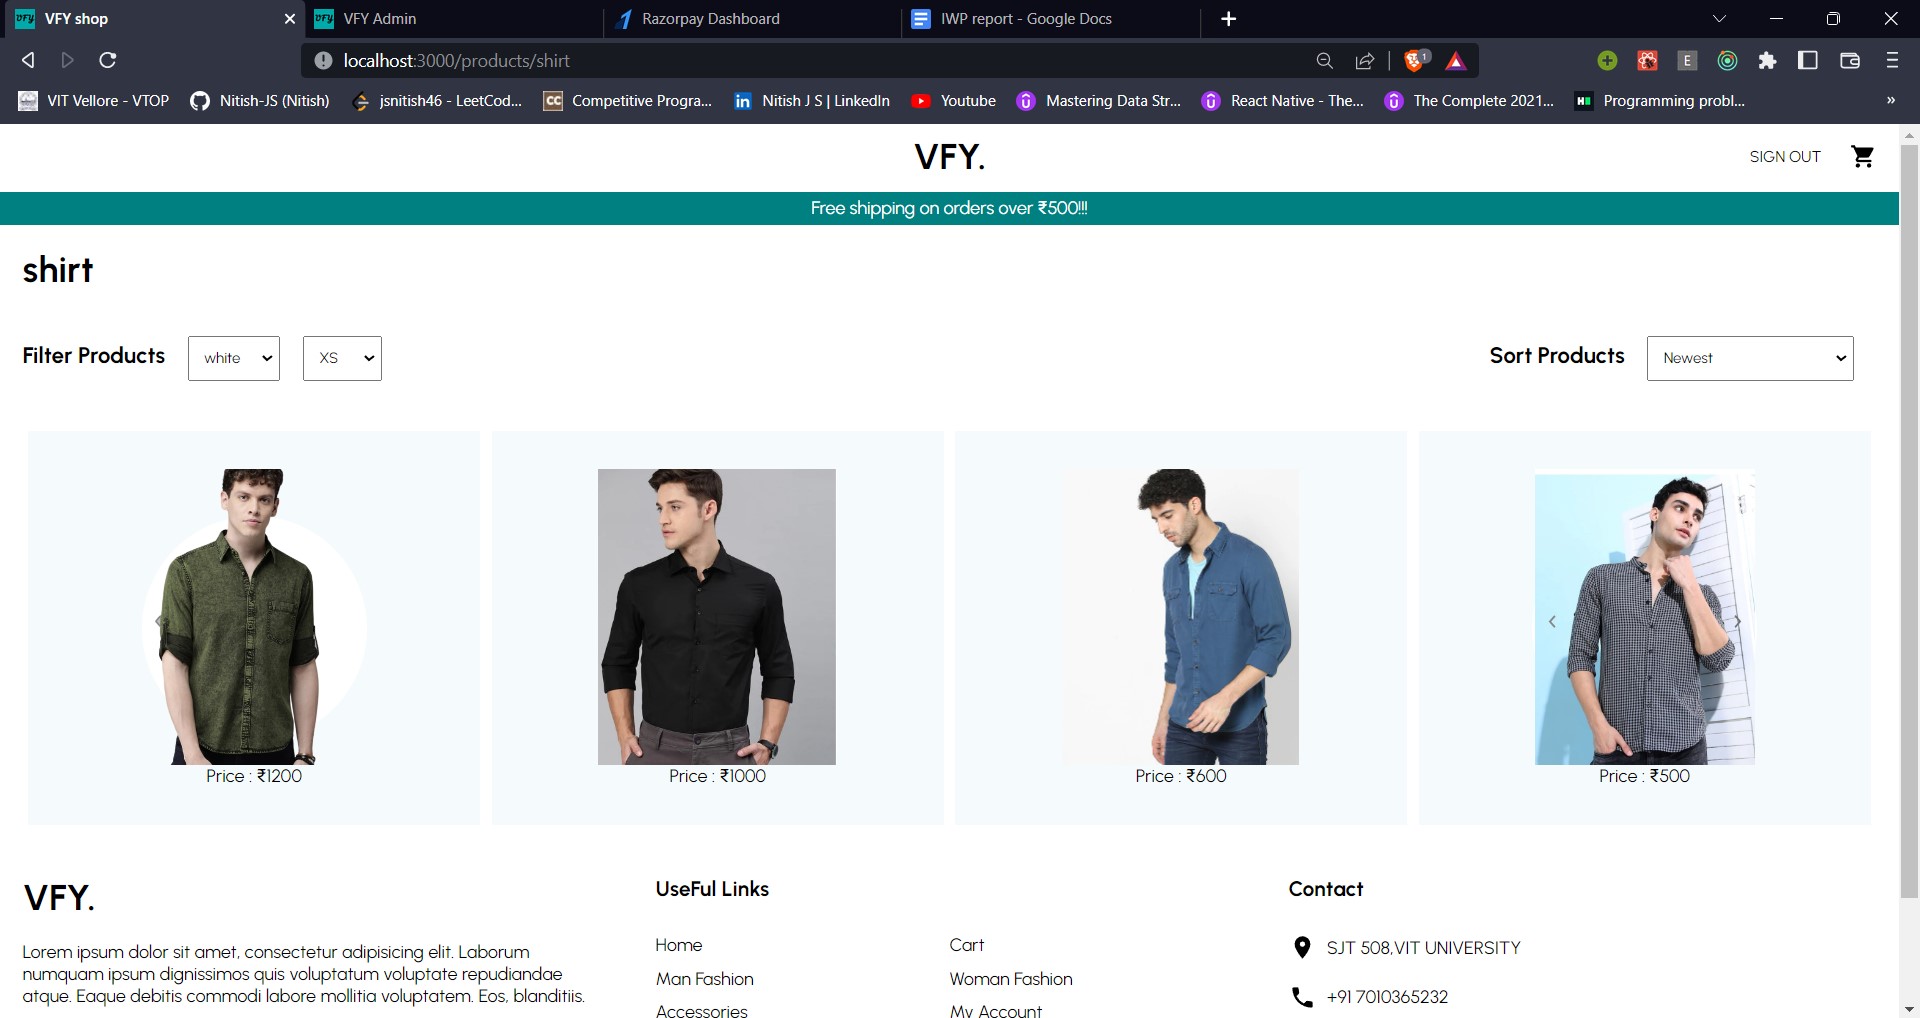 VFY shop
VFY Admin
Razorpay Dashboard
IWP report - Google Docs
localhost:3000/products/shirt
1
E
VIT Vellore - VTOP
Nitish-JS (Nitish)
jsnitish46 - LeetCod...
CC
Competitive Progra...
in
Nitish J S | LinkedIn
Youtube
Mastering Data Str...
React Native - The...
The Complete 2021...
Programming probl...
»
VFY.
SIGN OUT
Free shipping on orders over ₹500!!!
shirt
Filter Products
white
XS
Sort Products
Newest
Price : ₹1200
Price : ₹1000
Price : ₹600
Price : ₹500
VFY.
Lorem ipsum dolor sit amet, consectetur adipisicing elit. Laborum
numquam ipsum dignissimos quis voluptatum voluptate repudiandae
atque. Eaque debitis commodi labore mollitia voluptatem. Eos, blanditiis.
UseFul Links
Home
Cart
Man Fashion
Woman Fashion
Accessories
My Account
Contact
SJT 508,VIT UNIVERSITY
+91 7010365232